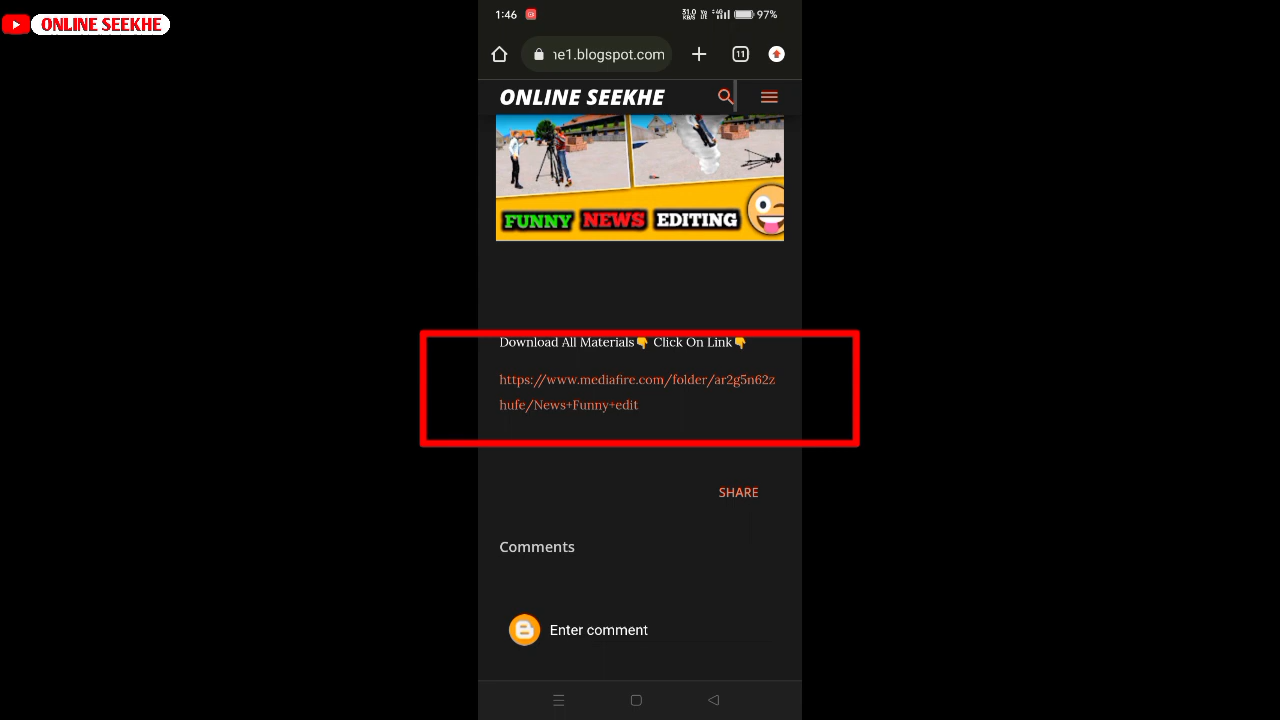 ONLINE SEEKHE
1:46
97%
ne1.blogspot.com
11
ONLINE SEEKHE
FUNNY NEWS EDITING
Download All Materials👇 Click On Link👇
https://www.mediafire.com/folder/ar2g5n62z
hufe/News+Funny+edit
SHARE
Comments
Enter comment